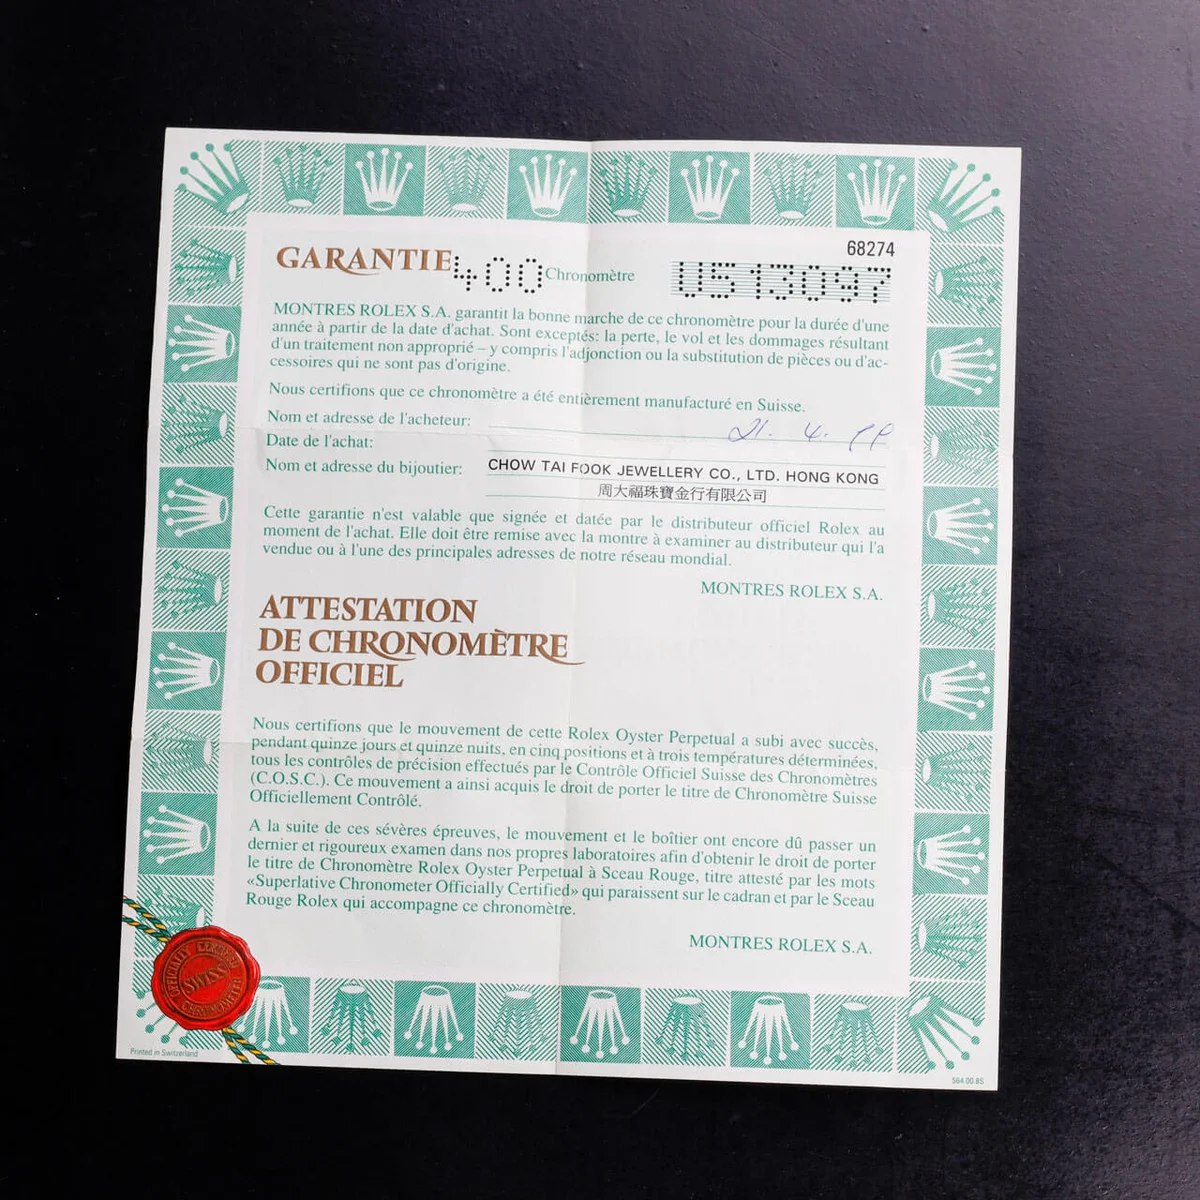 68274
GARANTIE 400 Chronomètre U513097
MONTRES ROLEX S.A. garantit la bonne marche de ce chronomètre pour la durée d'une
année à partir de la date d'achat. Sont exceptés: la perte, le vol et les dommages résultant
d'un traitement non approprié – y compris l'adjonction ou la substitution de pièces ou d'ac-
cessoires qui ne sont pas d'origine.
Nous certifions que ce chronomètre a été entièrement manufacturé en Suisse.
Nom et adresse de l'acheteur:
21. 4. 99
Date de l'achat:
Nom et adresse du bijoutier: CHOW TAI FOOK JEWELLERY CO., LTD. HONG KONG
周大福珠寶金行有限公司
Cette garantie n'est valable que signée et datée par le distributeur officiel Rolex au
moment de l'achat. Elle doit être remise avec la montre à examiner au distributeur qui l'a
vendue ou à l'une des principales adresses de notre réseau mondial.
MONTRES ROLEX S.A.
ATTESTATION
DE CHRONOMÈTRE
OFFICIEL
Nous certifions que le mouvement de cette Rolex Oyster Perpetual a subi avec succès,
pendant quinze jours et quinze nuits, en cinq positions et à trois températures déterminées,
tous les contrôles de précision effectués par le Contrôle Officiel Suisse des Chronomètres
(C.O.S.C.). Ce mouvement a ainsi acquis le droit de porter le titre de Chronomètre Suisse
Officiellement Contrôlé.
A la suite de ces sévères épreuves, le mouvement et le boîtier ont encore dû passer un
dernier et rigoureux examen dans nos propres laboratoires afin d'obtenir le droit de porter
le titre de Chronomètre Rolex Oyster Perpetual à Sceau Rouge, titre attesté par les mots
«Superlative Chronometer Officially Certified» qui paraissent sur le cadran et par le Sceau
Rouge Rolex qui accompagne ce chronomètre.
MONTRES ROLEX S.A.
OFFICIALLY CERTIFIED
SWISS
CHRONOMETER
Printed in Switzerland
564.00.85